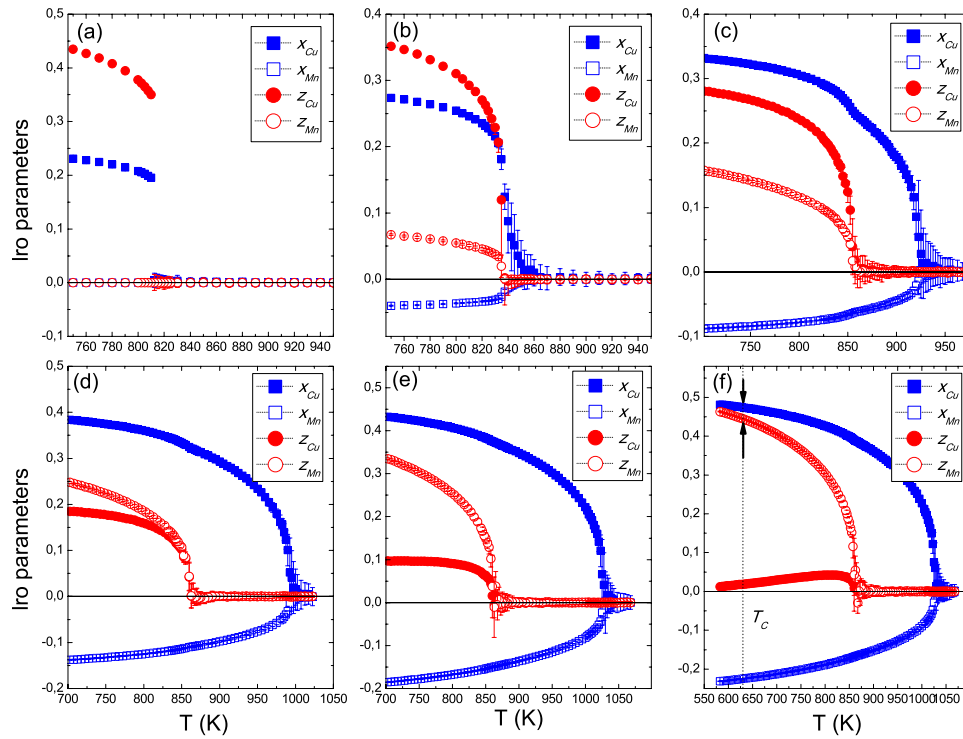 (a)
x_Cu
x_Mn
z_Cu
z_Mn
0,5
0,4
0,3
0,2
0,1
0,0
-0,1
Iro parameters
760 780 800 820 840 860 880 900 920 940
(b)
x_Cu
x_Mn
z_Cu
z_Mn
0,4
0,3
0,2
0,1
0,0
-0,1
760 780 800 820 840 860 880 900 920 940
(c)
x_Cu
x_Mn
z_Cu
z_Mn
0,4
0,3
0,2
0,1
0,0
-0,1
750 800 850 900 950
(d)
x_Cu
x_Mn
z_Cu
z_Mn
0,5
0,4
0,3
0,2
0,1
0,0
-0,1
-0,2
Iro parameters
700 750 800 850 900 950 1000 1050
T (K)
(e)
x_Cu
x_Mn
z_Cu
z_Mn
0,5
0,4
0,3
0,2
0,1
0,0
-0,1
-0,2
700 750 800 850 900 950 1000 1050
T (K)
(f)
x_Cu
x_Mn
z_Cu
z_Mn
0,5
0,4
0,3
0,2
0,1
0,0
-0,1
-0,2
T_C
550 600 650 700 750 800 850 900 950 1000 1050
T (K)